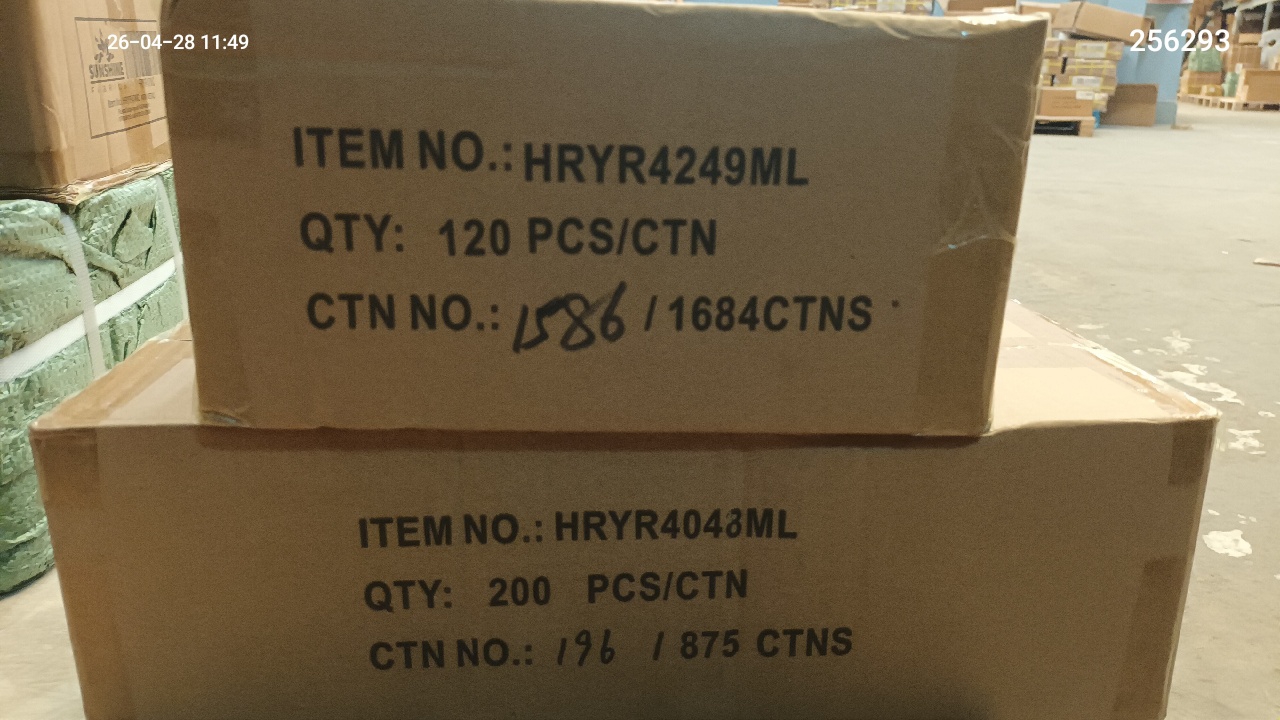 26-04-28 11:49
256293
SUNSHINE
ITEM NO.: HRYR4249ML
QTY: 120 PCS/CTN
CTN NO.: 1586 / 1684CTNS
ITEM NO.: HRYR4048ML
QTY: 200 PCS/CTN
CTN NO.: 196 / 875 CTNS